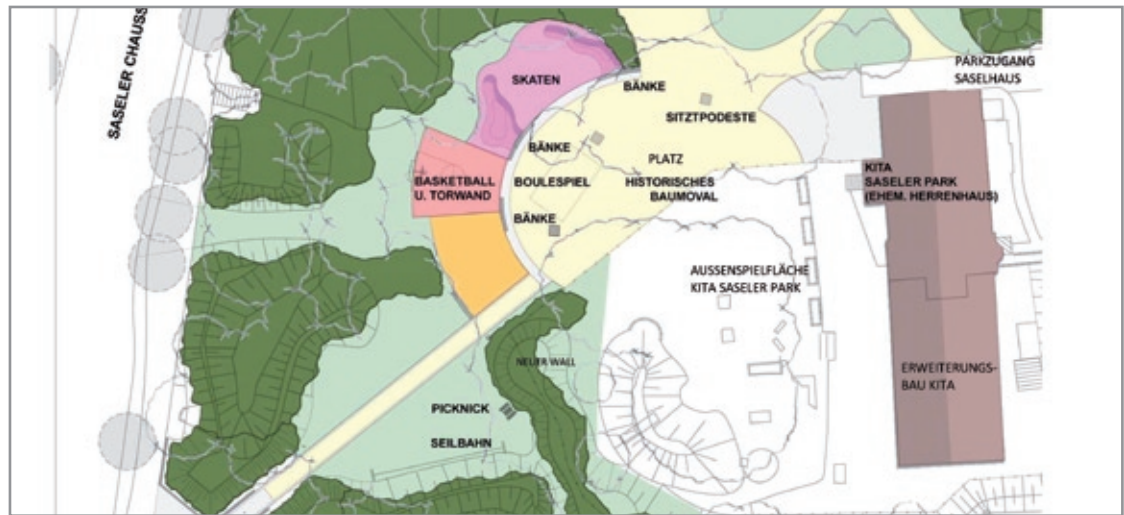 SASELER CHAUSS
SKATEN
BÄNKE
PARKZUGANG
SASELHAUS
SITZTPODESTE
BÄNKE
PLATZ
KITA
SASELER PARK
(EHEM. HERRENHAUS)
BASKETBALL
U. TORWAND
BOULESPIEL
HISTORISCHES
BAUMOVAL
BÄNKE
AUSSENSPIELFLÄCHE
KITA SASELER PARK
NEUER WALL
ERWEITERUNGS-
BAU KITA
PICKNICK
SEILBAHN